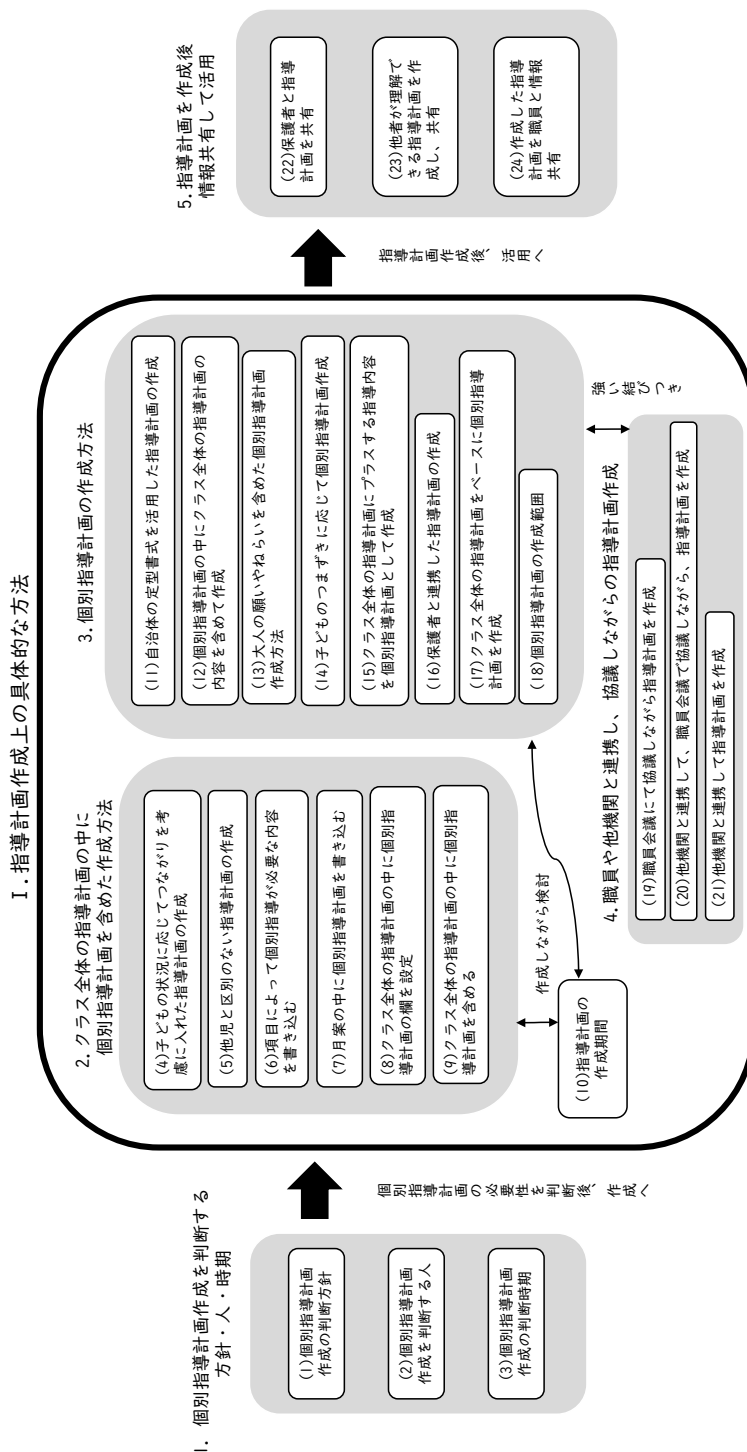 Ⅰ.指導計画作成上の具体的な方法
1. 個別指導計画作成を判断する
方針・人・時期
(1)個別指導計画
作成の判断方針
(2)個別指導計画
作成を判断する人
(3)個別指導計画
作成の判断時期
個別指導計画の必要性を判断後、作成へ
2.クラス全体の指導計画の中に
個別指導計画を含めた作成方法
(4)子どもの状況に応じてつながりを考
慮に入れた指導計画の作成
(5)他児と区別のない指導計画の作成
(6)項目によって個別指導が必要な内容
を書き込む
(7)月案の中に個別指導計画を書き込む
(8)クラス全体の指導計画の中に個別指
導計画の欄を設定
(9)クラス全体の指導計画の中に個別指
導計画を含める
(10)指導計画の
作成期間
作成しながら検討
3.個別指導計画の作成方法
(11)自治体の定型書式を活用した指導計画の作成
(12)個別指導計画の中にクラス全体の指導計画の
内容を含めて作成
(13)大人の願いやねらいを含めた個別指導計画
作成方法
(14)子どものつまずきに応じて個別指導計画作成
(15)クラス全体の指導計画にプラスする指導内容
を個別指導計画として作成
(16)保護者と連携した指導計画の作成
(17)クラス全体の指導計画をベースに個別指導
計画を作成
(18)個別指導計画の作成範囲
強い
結びつき
4.職員や他機関と連携し、協議しながらの指導計画作成
(19)職員会議にて協議しながら指導計画を作成
(20)他機関と連携して、職員会議で協議しながら、指導計画を作成
(21)他機関と連携して指導計画を作成
指導計画作成後、活用へ
5.指導計画を作成後
情報共有して活用
(22)保護者と指導
計画を共有
(23)他者が理解で
きる指導計画を作
成し、共有
(24)作成した指導
計画を職員と情報
共有